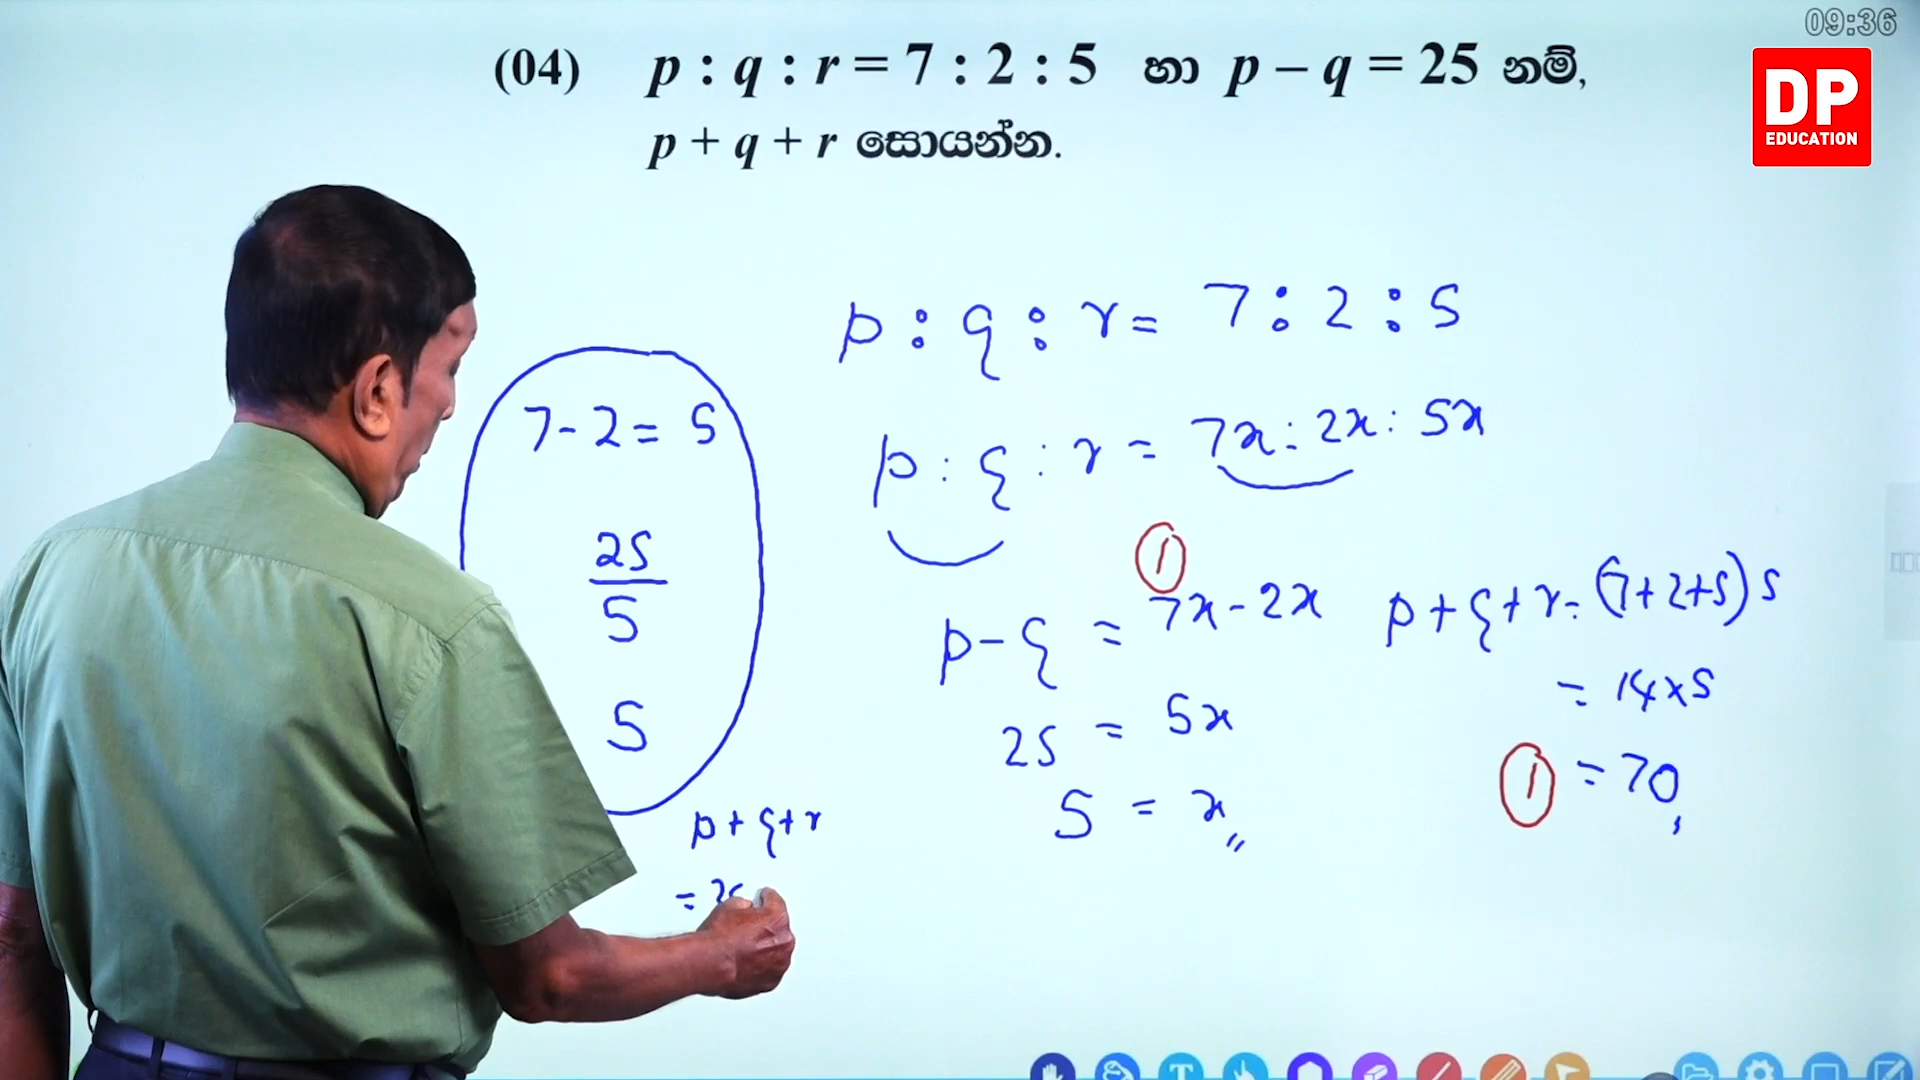 09:36
(04) p : q : r = 7 : 2 : 5 හා p – q = 25 නම්,
p + q + r සොයන්න.
DP
EDUCATION
p : q : r = 7 : 2 : 5
7 - 2 = 5
p : q : r = 7x : 2x : 5x
25
5
5
1
p - q = 7x - 2x
25 = 5x
5 = x
p + q + r = (7+2+5) 5
= 14 x 5
1 = 70
p + q + r
=